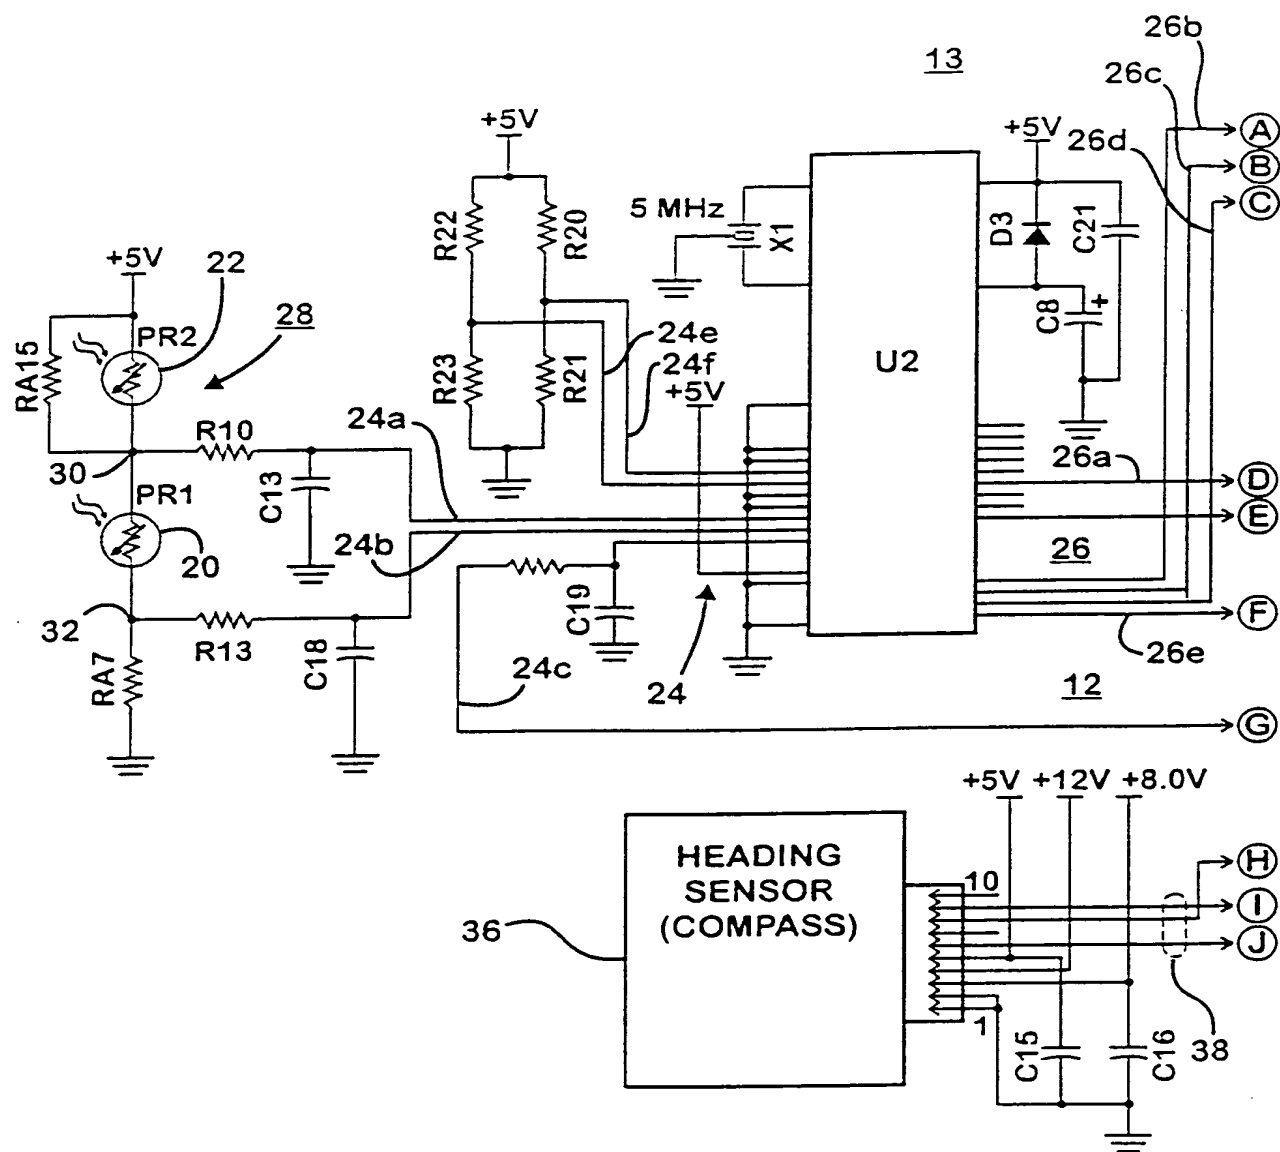 26b
13
26c
A
+5V
+5V
26d
B
C
5 MHz
R22
R20
X1
D3
C21
+5V
22
28
PR2
RA15
C8
+
24e
24f
+5V
U2
R23
R21
24a
R10
30
26a
D
PR1
C13
E
20
24b
26
C19
F
32
R13
C18
24c
24
26e
RA7
12
G
+5V +12V +8.0V
HEADING
SENSOR
(COMPASS)
10
H
I
J
36
1
C15
C16
38